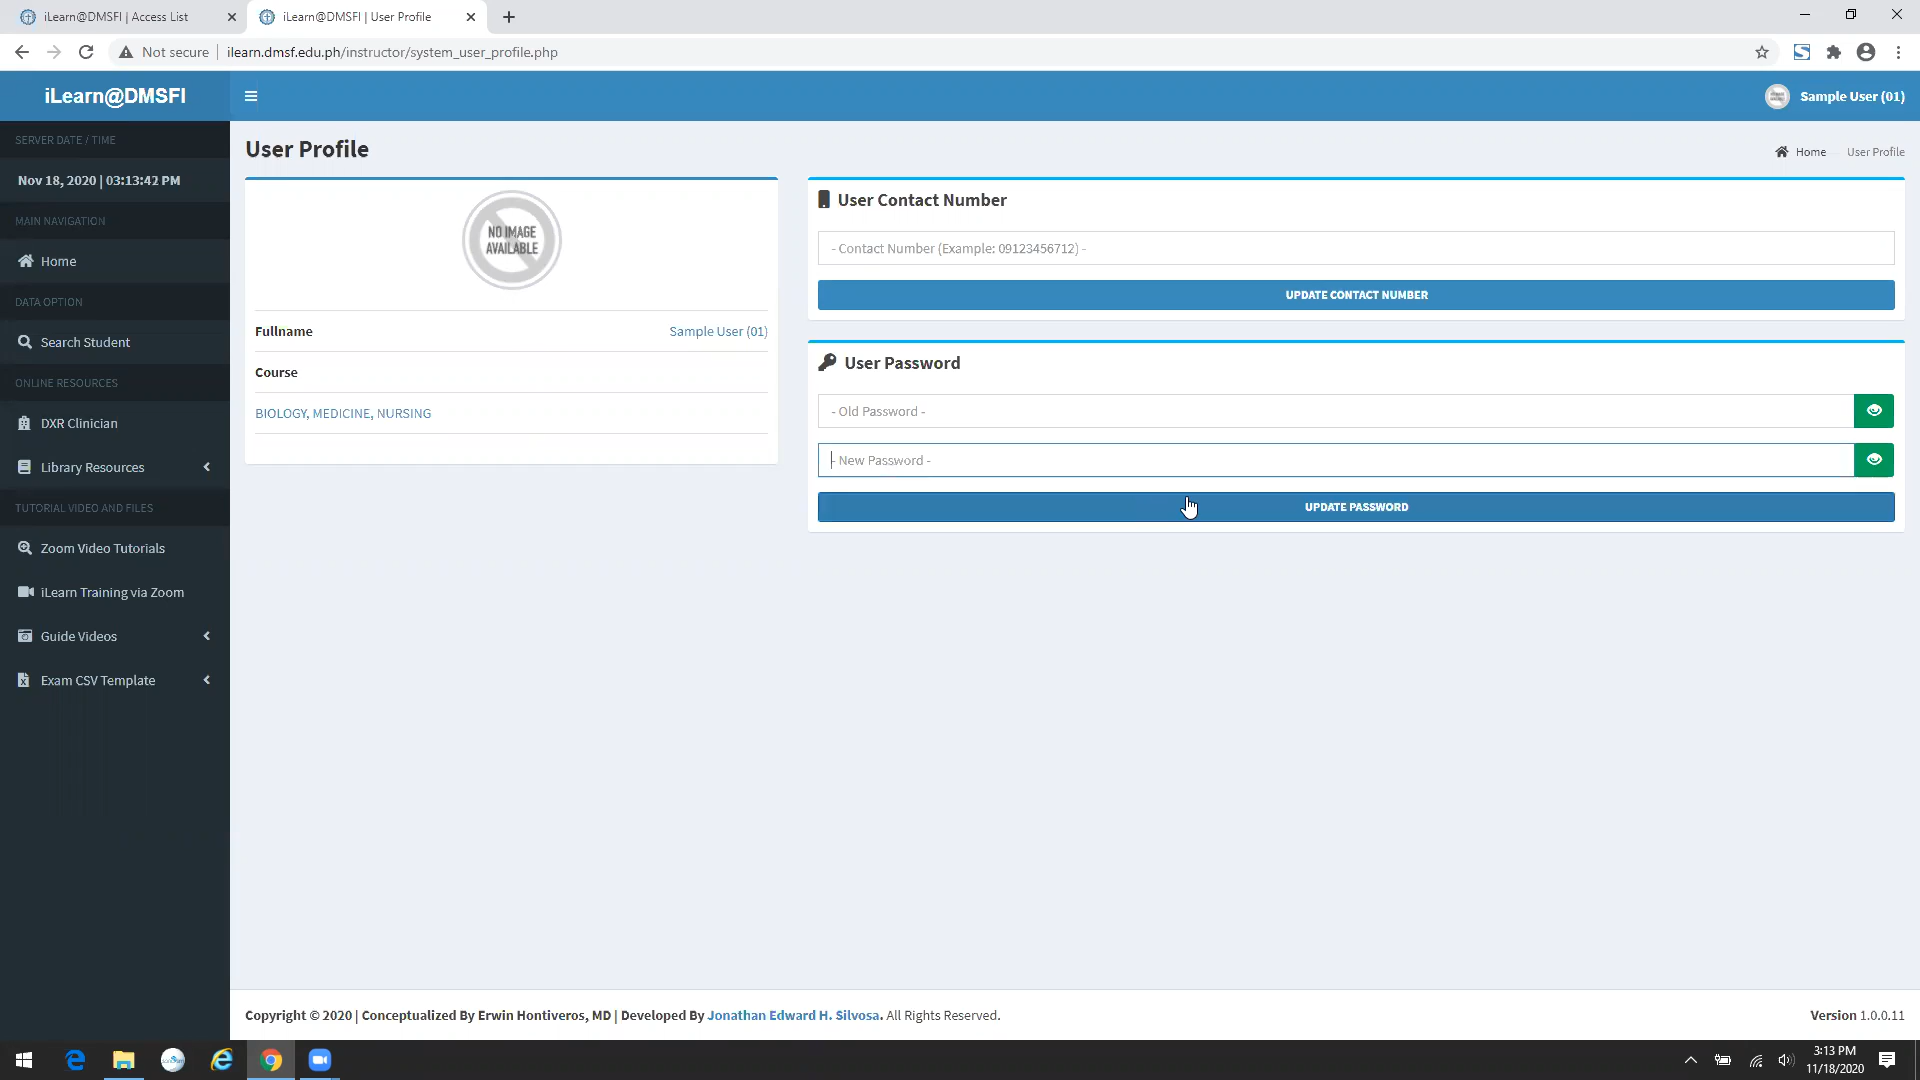 iLearn@DMSFI | Access List
iLearn@DMSFI | User Profile
Not secure
ilearn.dmsf.edu.ph/instructor/system_user_profile.php
iLearn@DMSFI
Sample User (01)
SERVER DATE / TIME
Nov 18, 2020 | 03:13:42 PM
MAIN NAVIGATION
Home
DATA OPTION
Search Student
ONLINE RESOURCES
DXR Clinician
Library Resources
TUTORIAL VIDEO AND FILES
Zoom Video Tutorials
iLearn Training via Zoom
Guide Videos
Exam CSV Template
User Profile
Home
User Profile
NO IMAGE
AVAILABLE
Fullname
Sample User (01)
Course
BIOLOGY, MEDICINE, NURSING
User Contact Number
- Contact Number (Example: 09123456712) -
UPDATE CONTACT NUMBER
User Password
- Old Password -
- New Password -
UPDATE PASSWORD
Copyright © 2020 | Conceptualized By Erwin Hontiveros, MD | Developed By Jonathan Edward H. Silvosa. All Rights Reserved.
Version 1.0.0.11
3:13 PM
11/18/2020